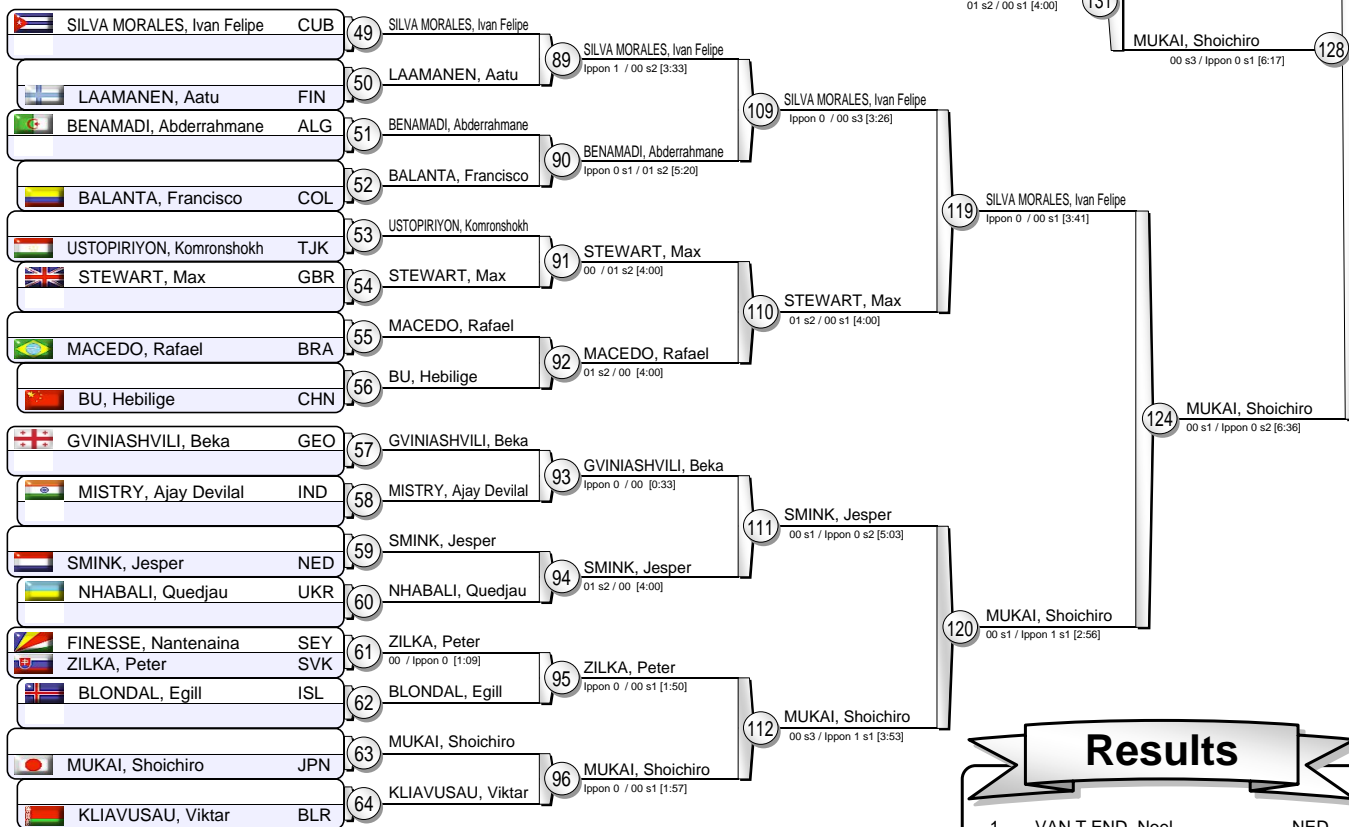 01 s2 / 00 s1 [4:00]
131
MUKAI, Shoichiro
128
00 s3 / Ippon 0 s1 [6:17]
SILVA MORALES, Ivan Felipe CUB
49
SILVA MORALES, Ivan Felipe
89
SILVA MORALES, Ivan Felipe
Ippon 1 / 00 s2 [3:33]
50
LAAMANEN, Aatu
LAAMANEN, Aatu FIN
109
SILVA MORALES, Ivan Felipe
Ippon 0 / 00 s3 [3:26]
BENAMADI, Abderrahmane ALG
51
BENAMADI, Abderrahmane
90
BENAMADI, Abderrahmane
Ippon 0 s1 / 01 s2 [5:20]
52
BALANTA, Francisco
BALANTA, Francisco COL
119
SILVA MORALES, Ivan Felipe
Ippon 0 / 00 s1 [3:41]
53
USTOPIRIYON, Komronshokh
USTOPIRIYON, Komronshokh TJK
91
STEWART, Max
00 / 01 s2 [4:00]
STEWART, Max GBR
54
STEWART, Max
110
STEWART, Max
01 s2 / 00 s1 [4:00]
55
MACEDO, Rafael
MACEDO, Rafael BRA
92
MACEDO, Rafael
01 s2 / 00 [4:00]
56
BU, Hebilige
BU, Hebilige CHN
124
MUKAI, Shoichiro
00 s1 / Ippon 0 s2 [6:36]
GVINIASHVILI, Beka GEO
57
GVINIASHVILI, Beka
93
GVINIASHVILI, Beka
Ippon 0 / 00 [0:33]
MISTRY, Ajay Devilal IND
58
MISTRY, Ajay Devilal
111
SMINK, Jesper
00 s1 / Ippon 0 s2 [5:03]
59
SMINK, Jesper
SMINK, Jesper NED
94
SMINK, Jesper
01 s2 / 00 [4:00]
NHABALI, Quedjau UKR
60
NHABALI, Quedjau
120
MUKAI, Shoichiro
00 s1 / Ippon 1 s1 [2:56]
FINESSE, Nantenaina SEY
61
ZILKA, Peter
00 / Ippon 0 [1:09]
ZILKA, Peter SVK
95
ZILKA, Peter
Ippon 0 / 00 s1 [1:50]
BLONDAL, Egill ISL
62
BLONDAL, Egill
112
MUKAI, Shoichiro
00 s3 / Ippon 1 s1 [3:53]
63
MUKAI, Shoichiro
MUKAI, Shoichiro JPN
96
MUKAI, Shoichiro
Ippon 0 / 00 s1 [1:57]
64
KLIAVUSAU, Viktar
KLIAVUSAU, Viktar BLR
Results
1 VAN T END, Noel NED